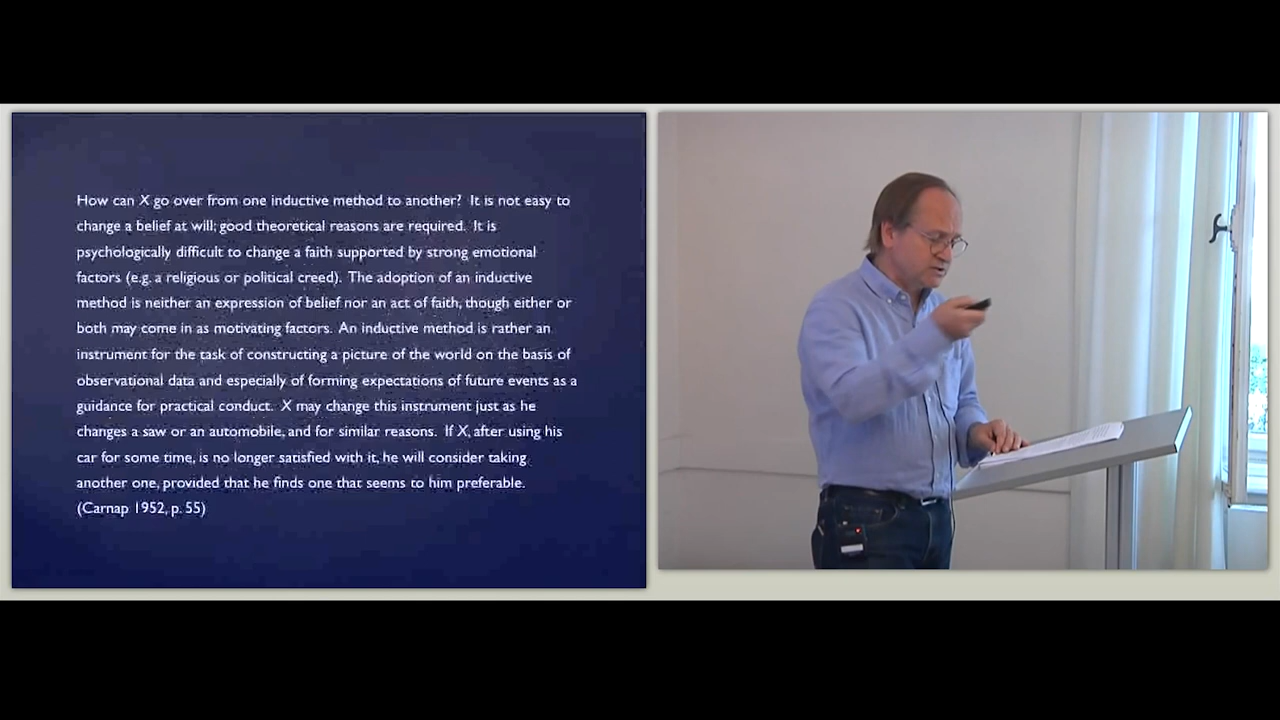 How can X go over from one inductive method to another? It is not easy to
change a belief at will; good theoretical reasons are required. It is
psychologically difficult to change a faith supported by strong emotional
factors (e.g. a religious or political creed). The adoption of an inductive
method is neither an expression of belief nor an act of faith, though either or
both may come in as motivating factors. An inductive method is rather an
instrument for the task of constructing a picture of the world on the basis of
observational data and especially of forming expectations of future events as a
guidance for practical conduct. X may change this instrument just as he
changes a saw or an automobile, and for similar reasons. If X, after using his
car for some time, is no longer satisfied with it, he will consider taking
another one, provided that he finds one that seems to him preferable.
(Carnap 1952, p. 55)